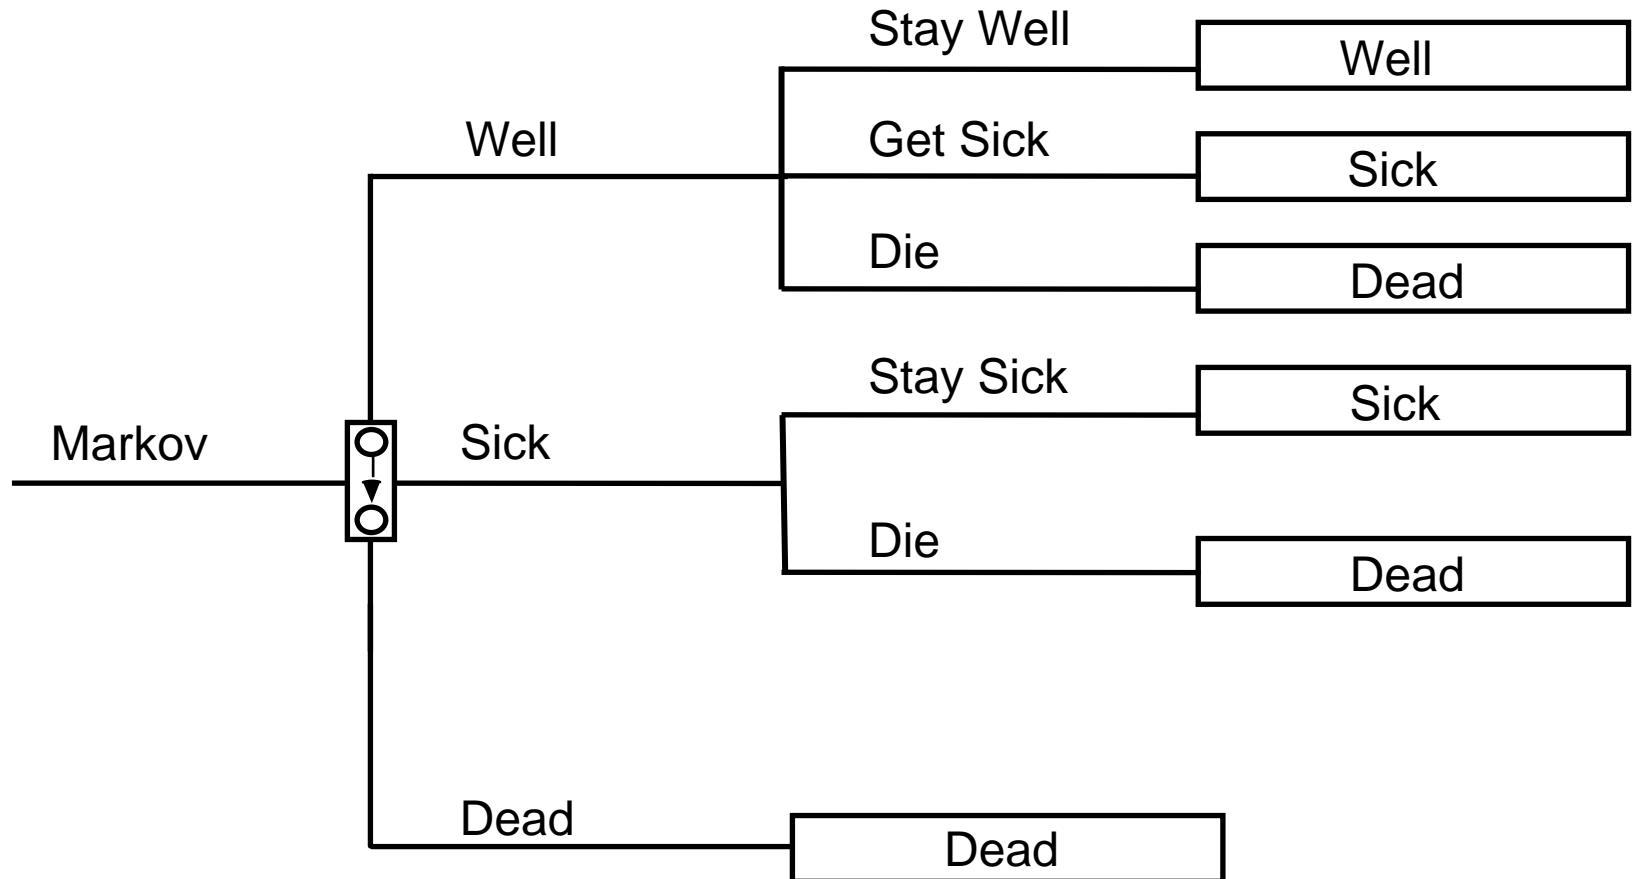 Stay Well
Well
Well
Get Sick
Sick
Die
Dead
Stay Sick
Sick
Markov
Sick
Die
Dead
Dead
Dead